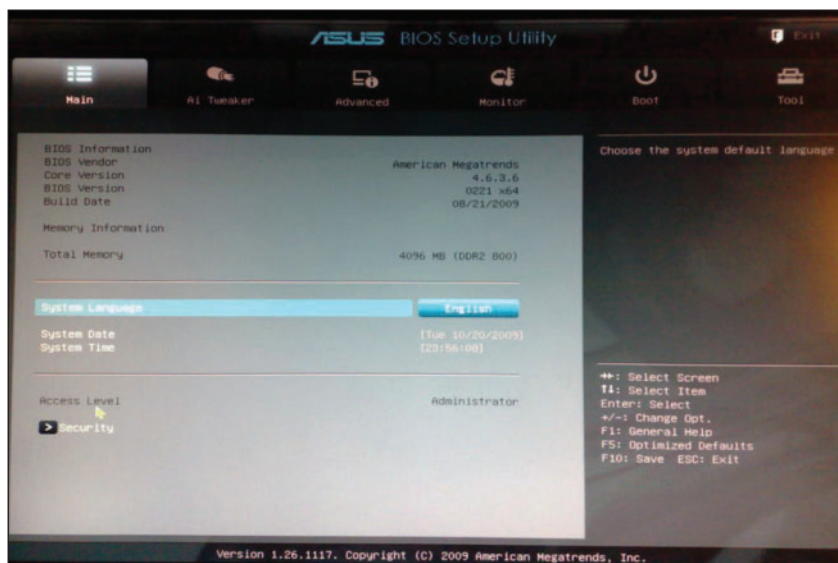 ASUS BIOS Setup Utility
Exit
Main
Ai Tweaker
Advanced
Monitor
Boot
Tool
BIOS Information
BIOS Vendor American Megatrends
Core Version 4.6.3.6
BIOS Version 0221 x64
Build Date 08/21/2009
Memory Information
Total Memory 4096 MB (DDR2 800)
System Language English
System Date [Tue 10/20/2009]
System Time [23:56:08]
Access Level Administrator
> Security
Choose the system default language
→←: Select Screen
↑↓: Select Item
Enter: Select
+/-: Change Opt.
F1: General Help
F5: Optimized Defaults
F10: Save ESC: Exit
Version 1.26.1117. Copyright (C) 2009 American Megatrends, Inc.